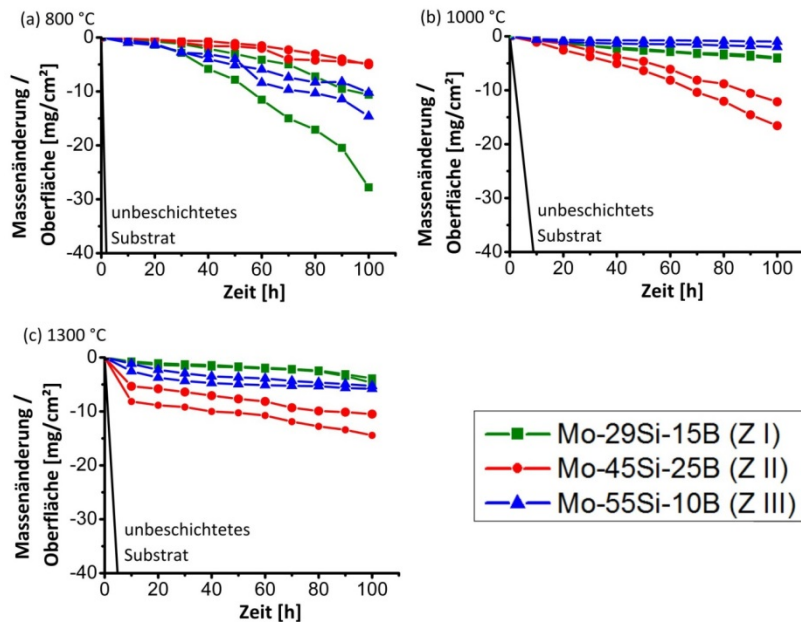 (a) 800 °C
Massenänderung /
Oberfläche [mg/cm²]
0
-10
-20
-30
-40
unbeschichtetes
Substrat
0 20 40 60 80 100
Zeit [h]
(b) 1000 °C
Massenänderung /
Oberfläche [mg/cm²]
0
-10
-20
-30
-40
unbeschichtets
Substrat
0 20 40 60 80 100
Zeit [h]
(c) 1300 °C
Massenänderung /
Oberfläche [mg/cm²]
0
-10
-20
-30
-40
unbeschichtetes
Substrat
0 20 40 60 80 100
Zeit [h]
Mo-29Si-15B (Z I)
Mo-45Si-25B (Z II)
Mo-55Si-10B (Z III)